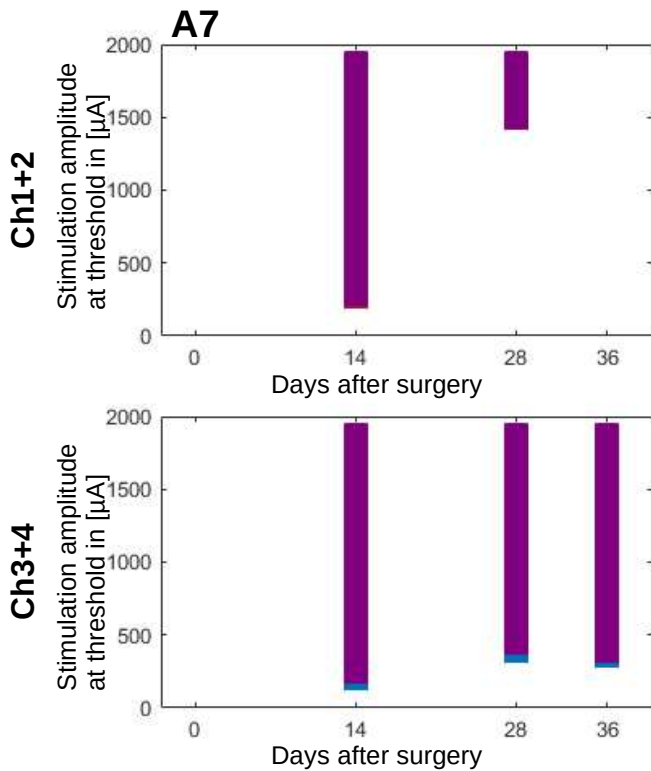 A7
Ch1+2
Stimulation amplitude
at threshold in [µA]
2000
1500
1000
500
0
0 14 28 36
Days after surgery
Ch3+4
Stimulation amplitude
at threshold in [µA]
2000
1500
1000
500
0
0 14 28 36
Days after surgery